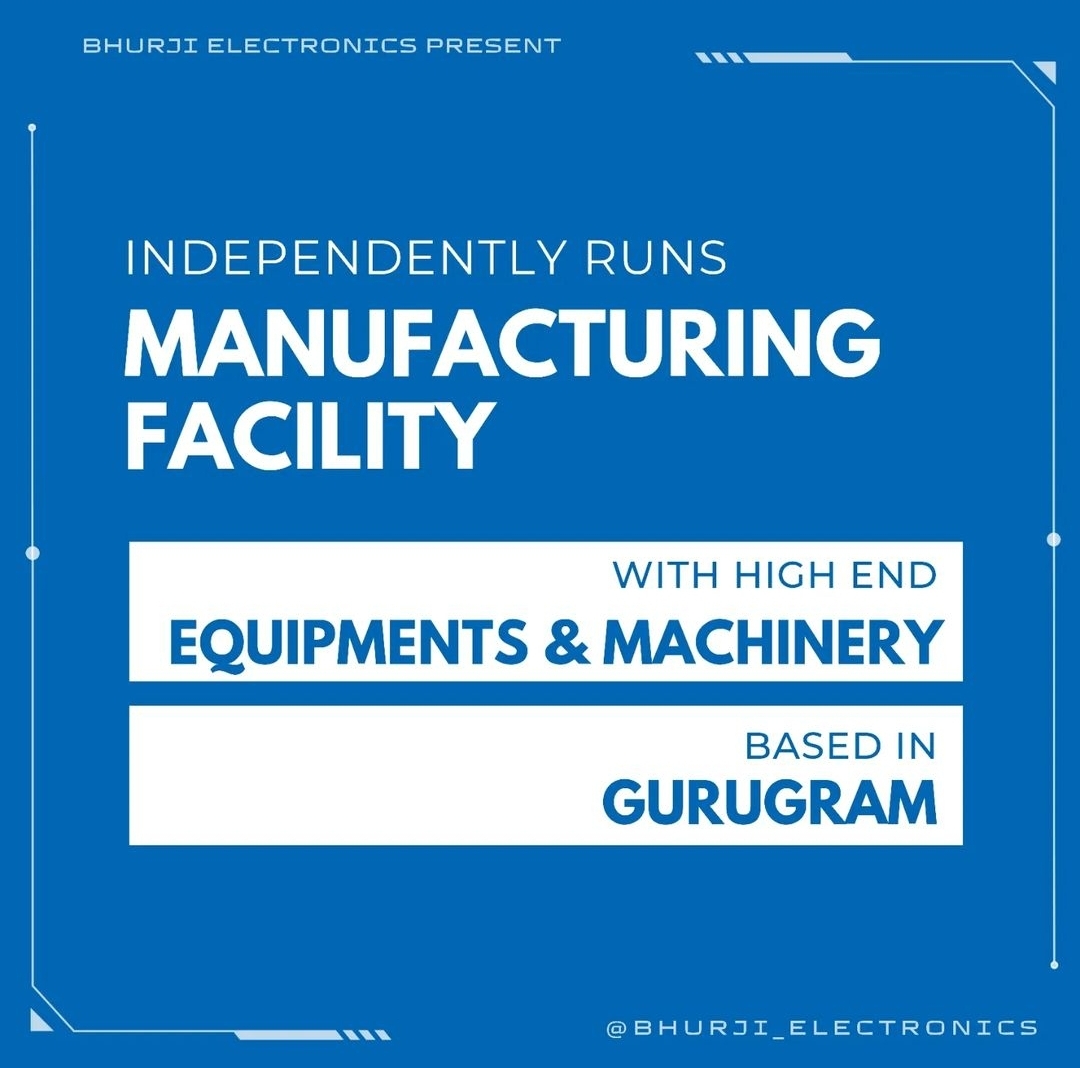 BHURJI ELECTRONICS PRESENT
INDEPENDENTLY RUNS
MANUFACTURING
FACILITY
WITH HIGH END
EQUIPMENTS & MACHINERY
BASED IN
GURUGRAM
@BHURJI_ELECTRONICS